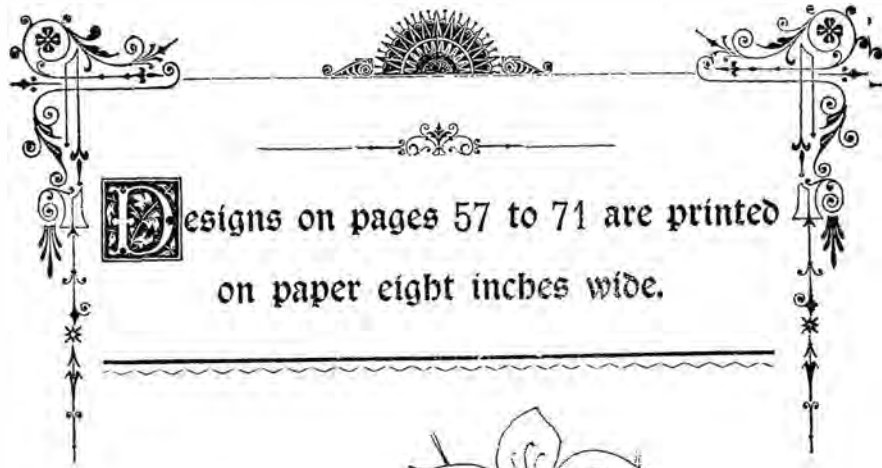 Designs on pages 57 to 71 are printed
on paper eight inches wide.